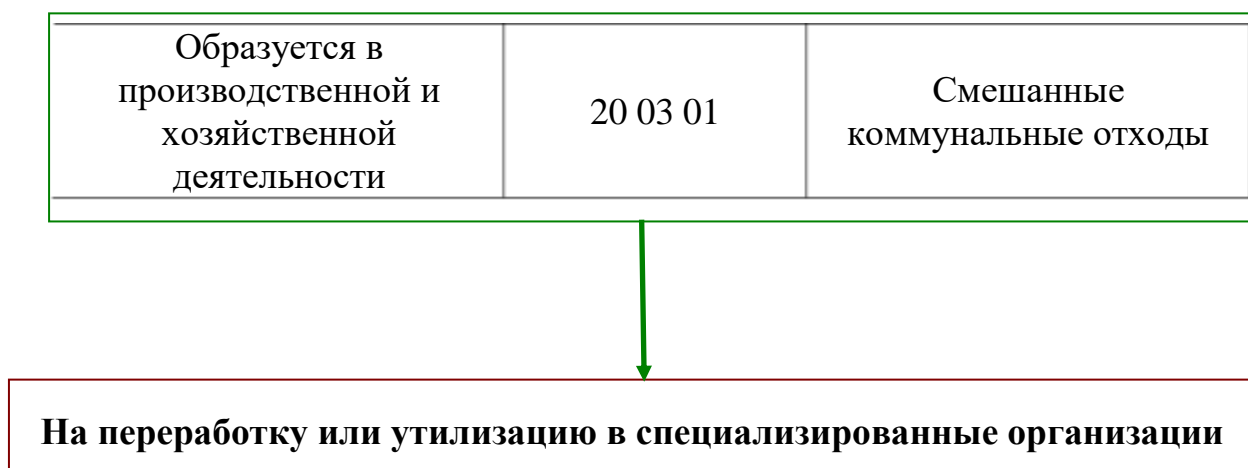 Образуется в
производственной и
хозяйственной
деятельности
20 03 01
Смешанные
коммунальные отходы
На переработку или утилизацию в специализированные организации